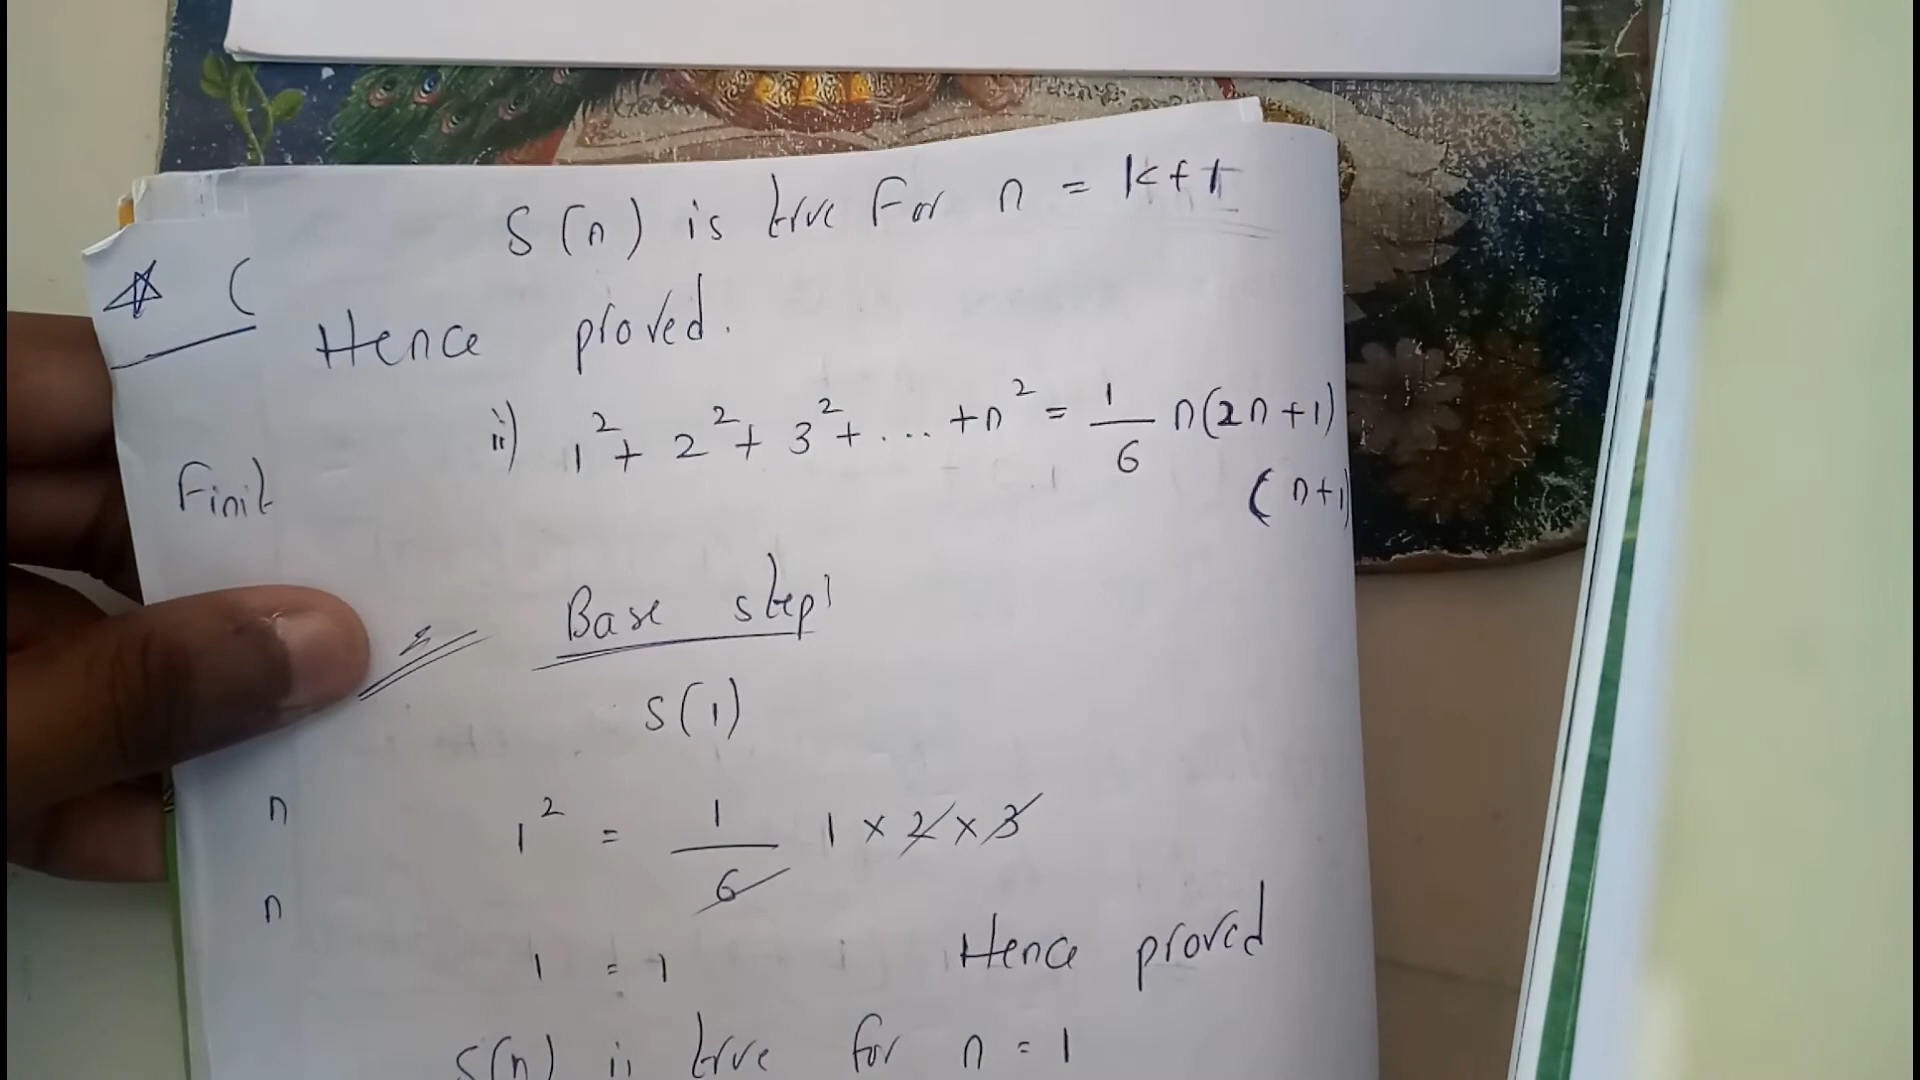 S(n) is true For n = k+1
Hence proved.
ii) 1² + 2² + 3² + ... + n² = 1/6 n(2n+1)
(n+1)
Finit
Base step
S(1)
n
1² = 1/6 1 × 2 × 3
n
1 = 1 Hence proved
S(n) is true for n = 1